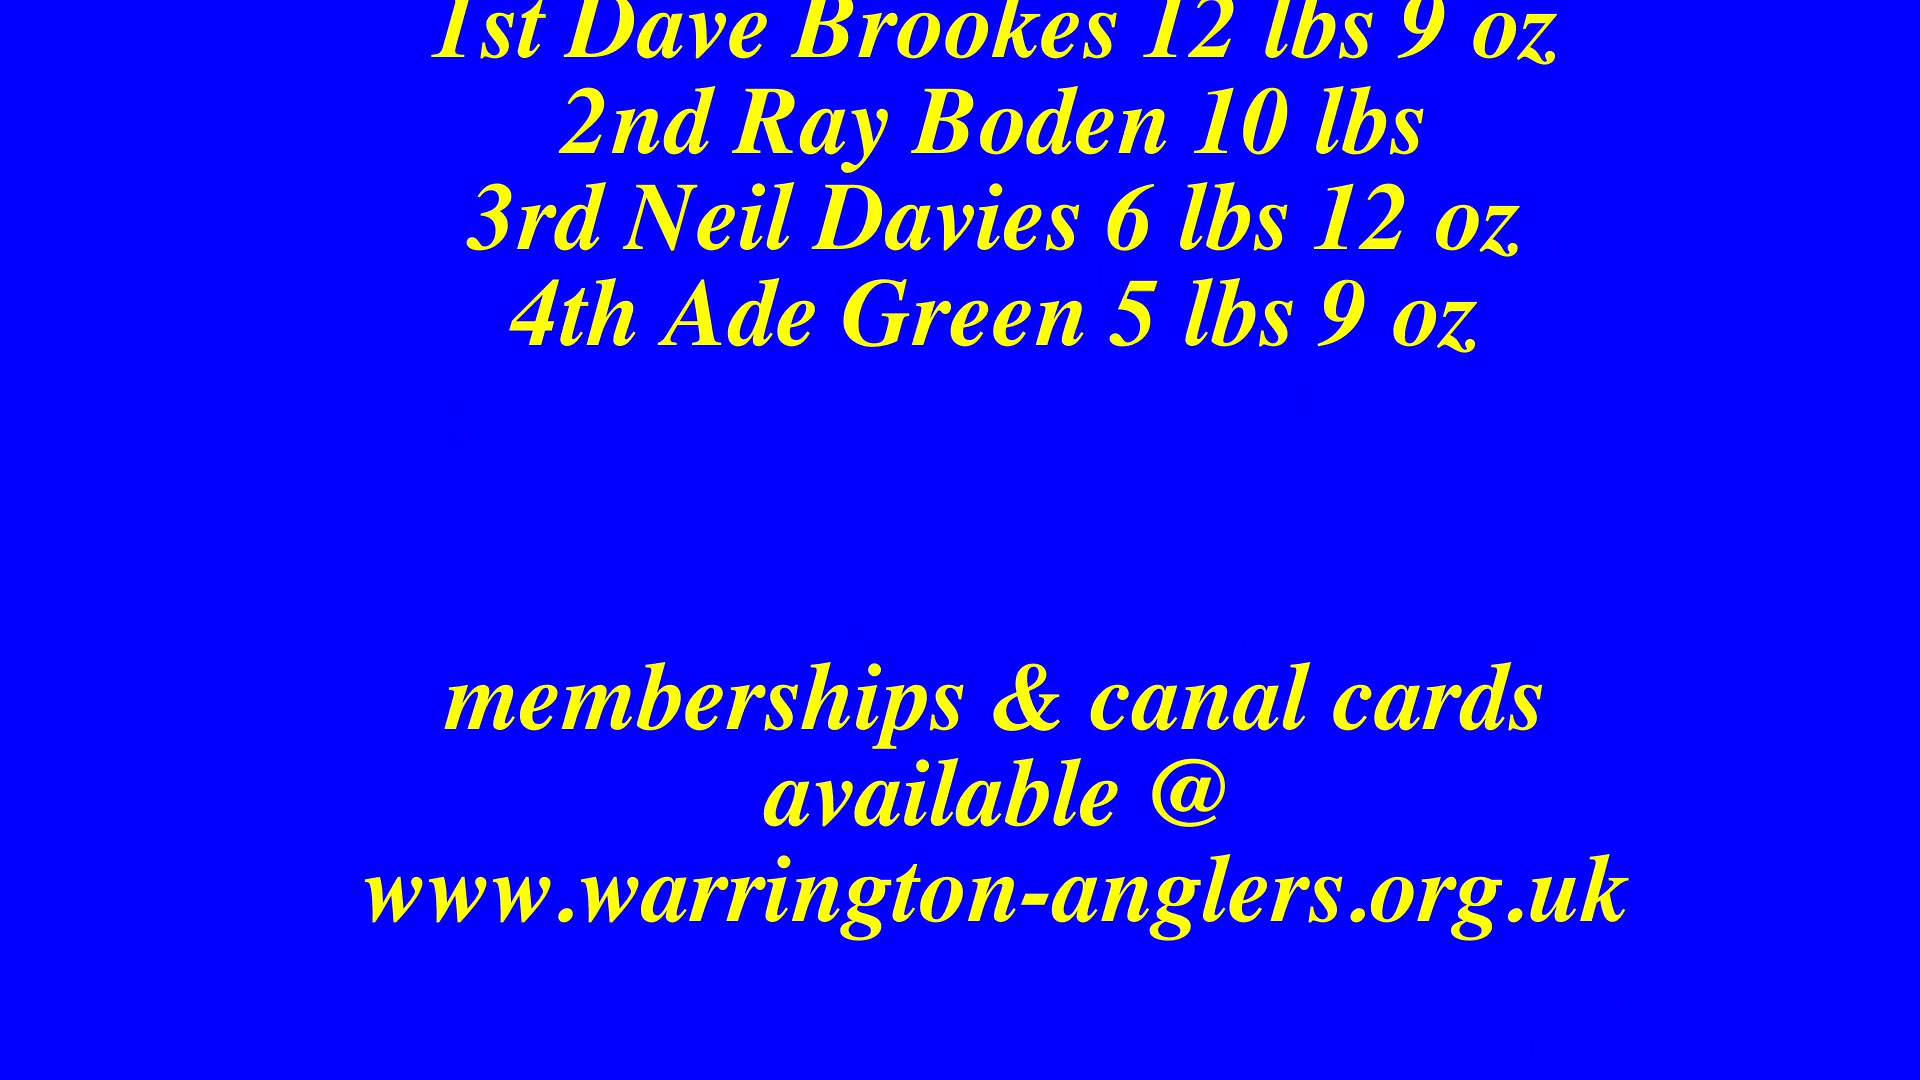 1st Dave Brookes 12 lbs 9 oz
2nd Ray Boden 10 lbs
3rd Neil Davies 6 lbs 12 oz
4th Ade Green 5 lbs 9 oz
memberships & canal cards
available @
www.warrington-anglers.org.uk